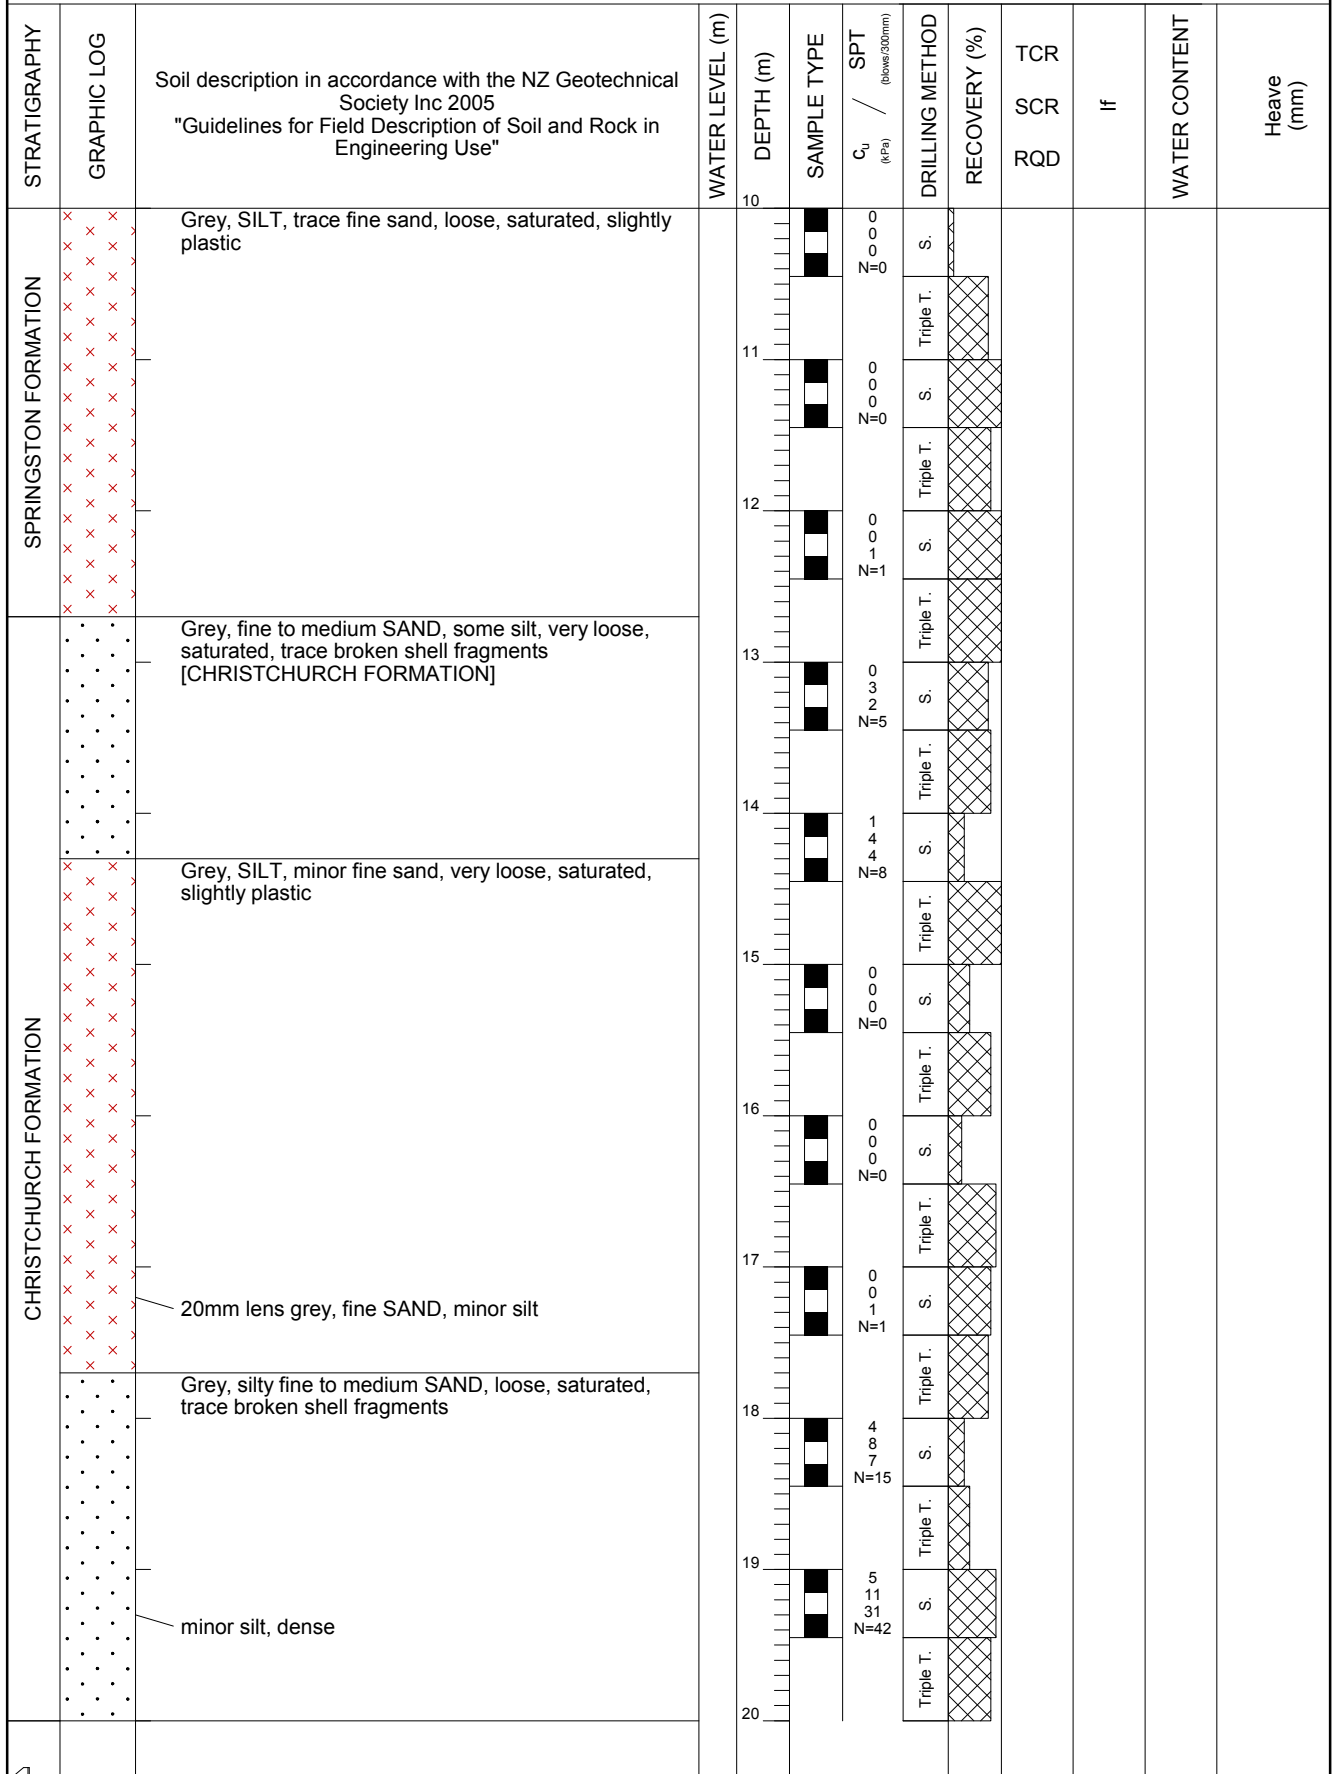 STRATIGRAPHY
GRAPHIC LOG
Soil description in accordance with the NZ Geotechnical
Society Inc 2005
"Guidelines for Field Description of Soil and Rock in
Engineering Use"
WATER LEVEL (m)
DEPTH (m)
SAMPLE TYPE
cu (kPa) / SPT (blows/300mm)
DRILLING METHOD
RECOVERY (%)
TCR
SCR
RQD
If
WATER CONTENT
Heave
(mm)
SPRINGSTON FORMATION
10
Grey, SILT, trace fine sand, loose, saturated, slightly
plastic
0
0
0
N=0
S.
Triple T.
11
0
0
0
N=0
S.
Triple T.
12
0
0
1
N=1
S.
Triple T.
CHRISTCHURCH FORMATION
Grey, fine to medium SAND, some silt, very loose,
saturated, trace broken shell fragments
[CHRISTCHURCH FORMATION]
13
0
3
2
N=5
S.
Triple T.
14
1
4
4
N=8
S.
Grey, SILT, minor fine sand, very loose, saturated,
slightly plastic
Triple T.
15
0
0
0
N=0
S.
Triple T.
16
0
0
0
N=0
S.
Triple T.
17
0
0
1
N=1
S.
20mm lens grey, fine SAND, minor silt
Triple T.
Grey, silty fine to medium SAND, loose, saturated,
trace broken shell fragments
18
4
8
7
N=15
S.
Triple T.
19
5
11
31
N=42
S.
minor silt, dense
Triple T.
20